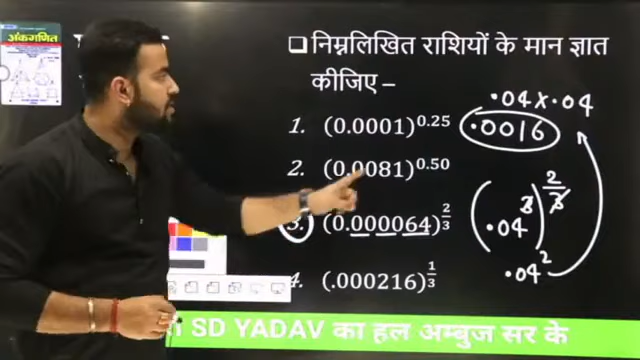 अंकगणित
❑ निम्नलिखित राशियों के मान ज्ञात
कीजिए –
1. (0.0001)^0.25
2. (0.0081)^0.50
3. (0.000064)^2/3
4. (.000216)^1/3
.04 x .04
.0016
(.04^3)^2/3
.04^2
SD YADAV का हल अम्बुज सर के